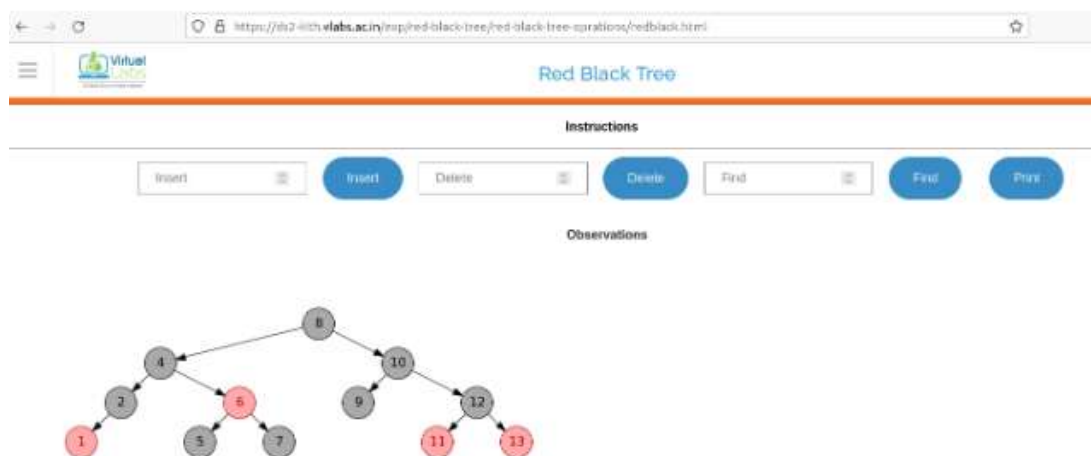 https://ds2-iiith.vlabs.ac.in/exp/red-black-tree/red-black-tree-oprations/redblack.html
Virtual
Labs
Red Black Tree
Instructions
Insert Insert Delete Delete Find Find Print
Observations
8
4 10
2 6 9 12
1 5 7 11 13